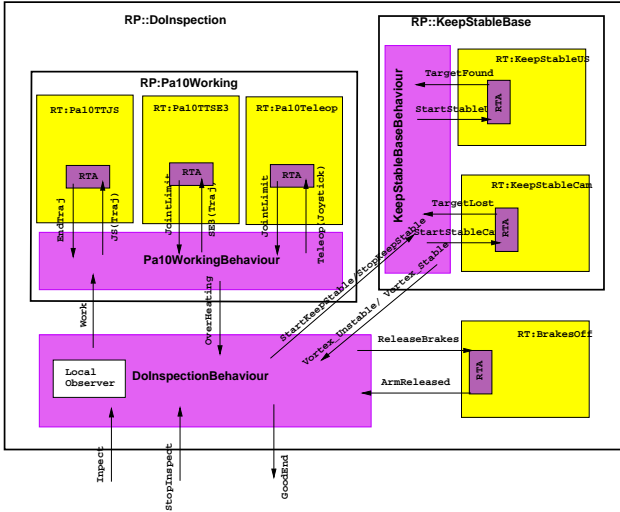 RP::DoInspection
RP::KeepStableBase
RP:Pa10Working
RT:Pa10TTJS
RT:Pa10TTSE3
RT:Pa10Teleop
RTA
RTA
RTA
EndTraj
JS(Traj)
JointLimit
SE3(Traj)
JointLimit
Teleop(Joystick)
Pa10WorkingBehaviour
KeepStableBaseBehaviour
RT:KeepStableUS
TargetFound
RTA
StartStableU
RT:KeepStableCam
TargetLost
RTA
StartStableCa
Work
OverHeating
StartKeepStable/StopKeepStable
Vortex_Unstable/ Vortex_Stable
Local
Observer
DoInspectionBehaviour
ReleaseBrakes
ArmReleased
RT:BrakesOff
RTA
Inpect
StopInspect
GoodEnd